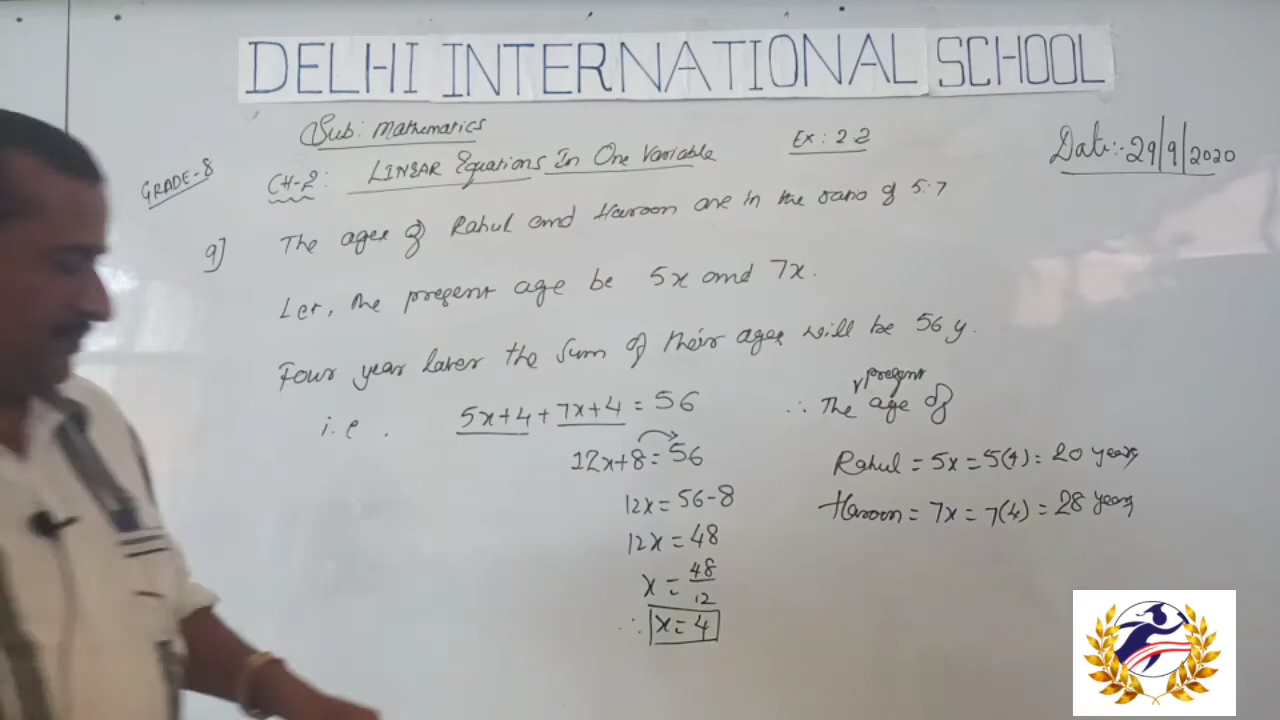 DELHI INTERNATIONAL SCHOOL
Sub: Mathematics
Ex: 2.2
Date:- 29/9/2020
GRADE-8
CH-2: LINEAR Equations In One Variable
9] The ages of Rahul and Haroon are in the ratio of 5:7
Let, the present age be 5x and 7x.
Four year later the sum of their ages will be 56 y.
i.e. 5x+4 + 7x+4 = 56
12x+8 = 56
12x = 56-8
12x = 48
x = 48/12
∴ x = 4
∴ The present age of
Rahul = 5x = 5(4) = 20 years
Haroon = 7x = 7(4) = 28 years